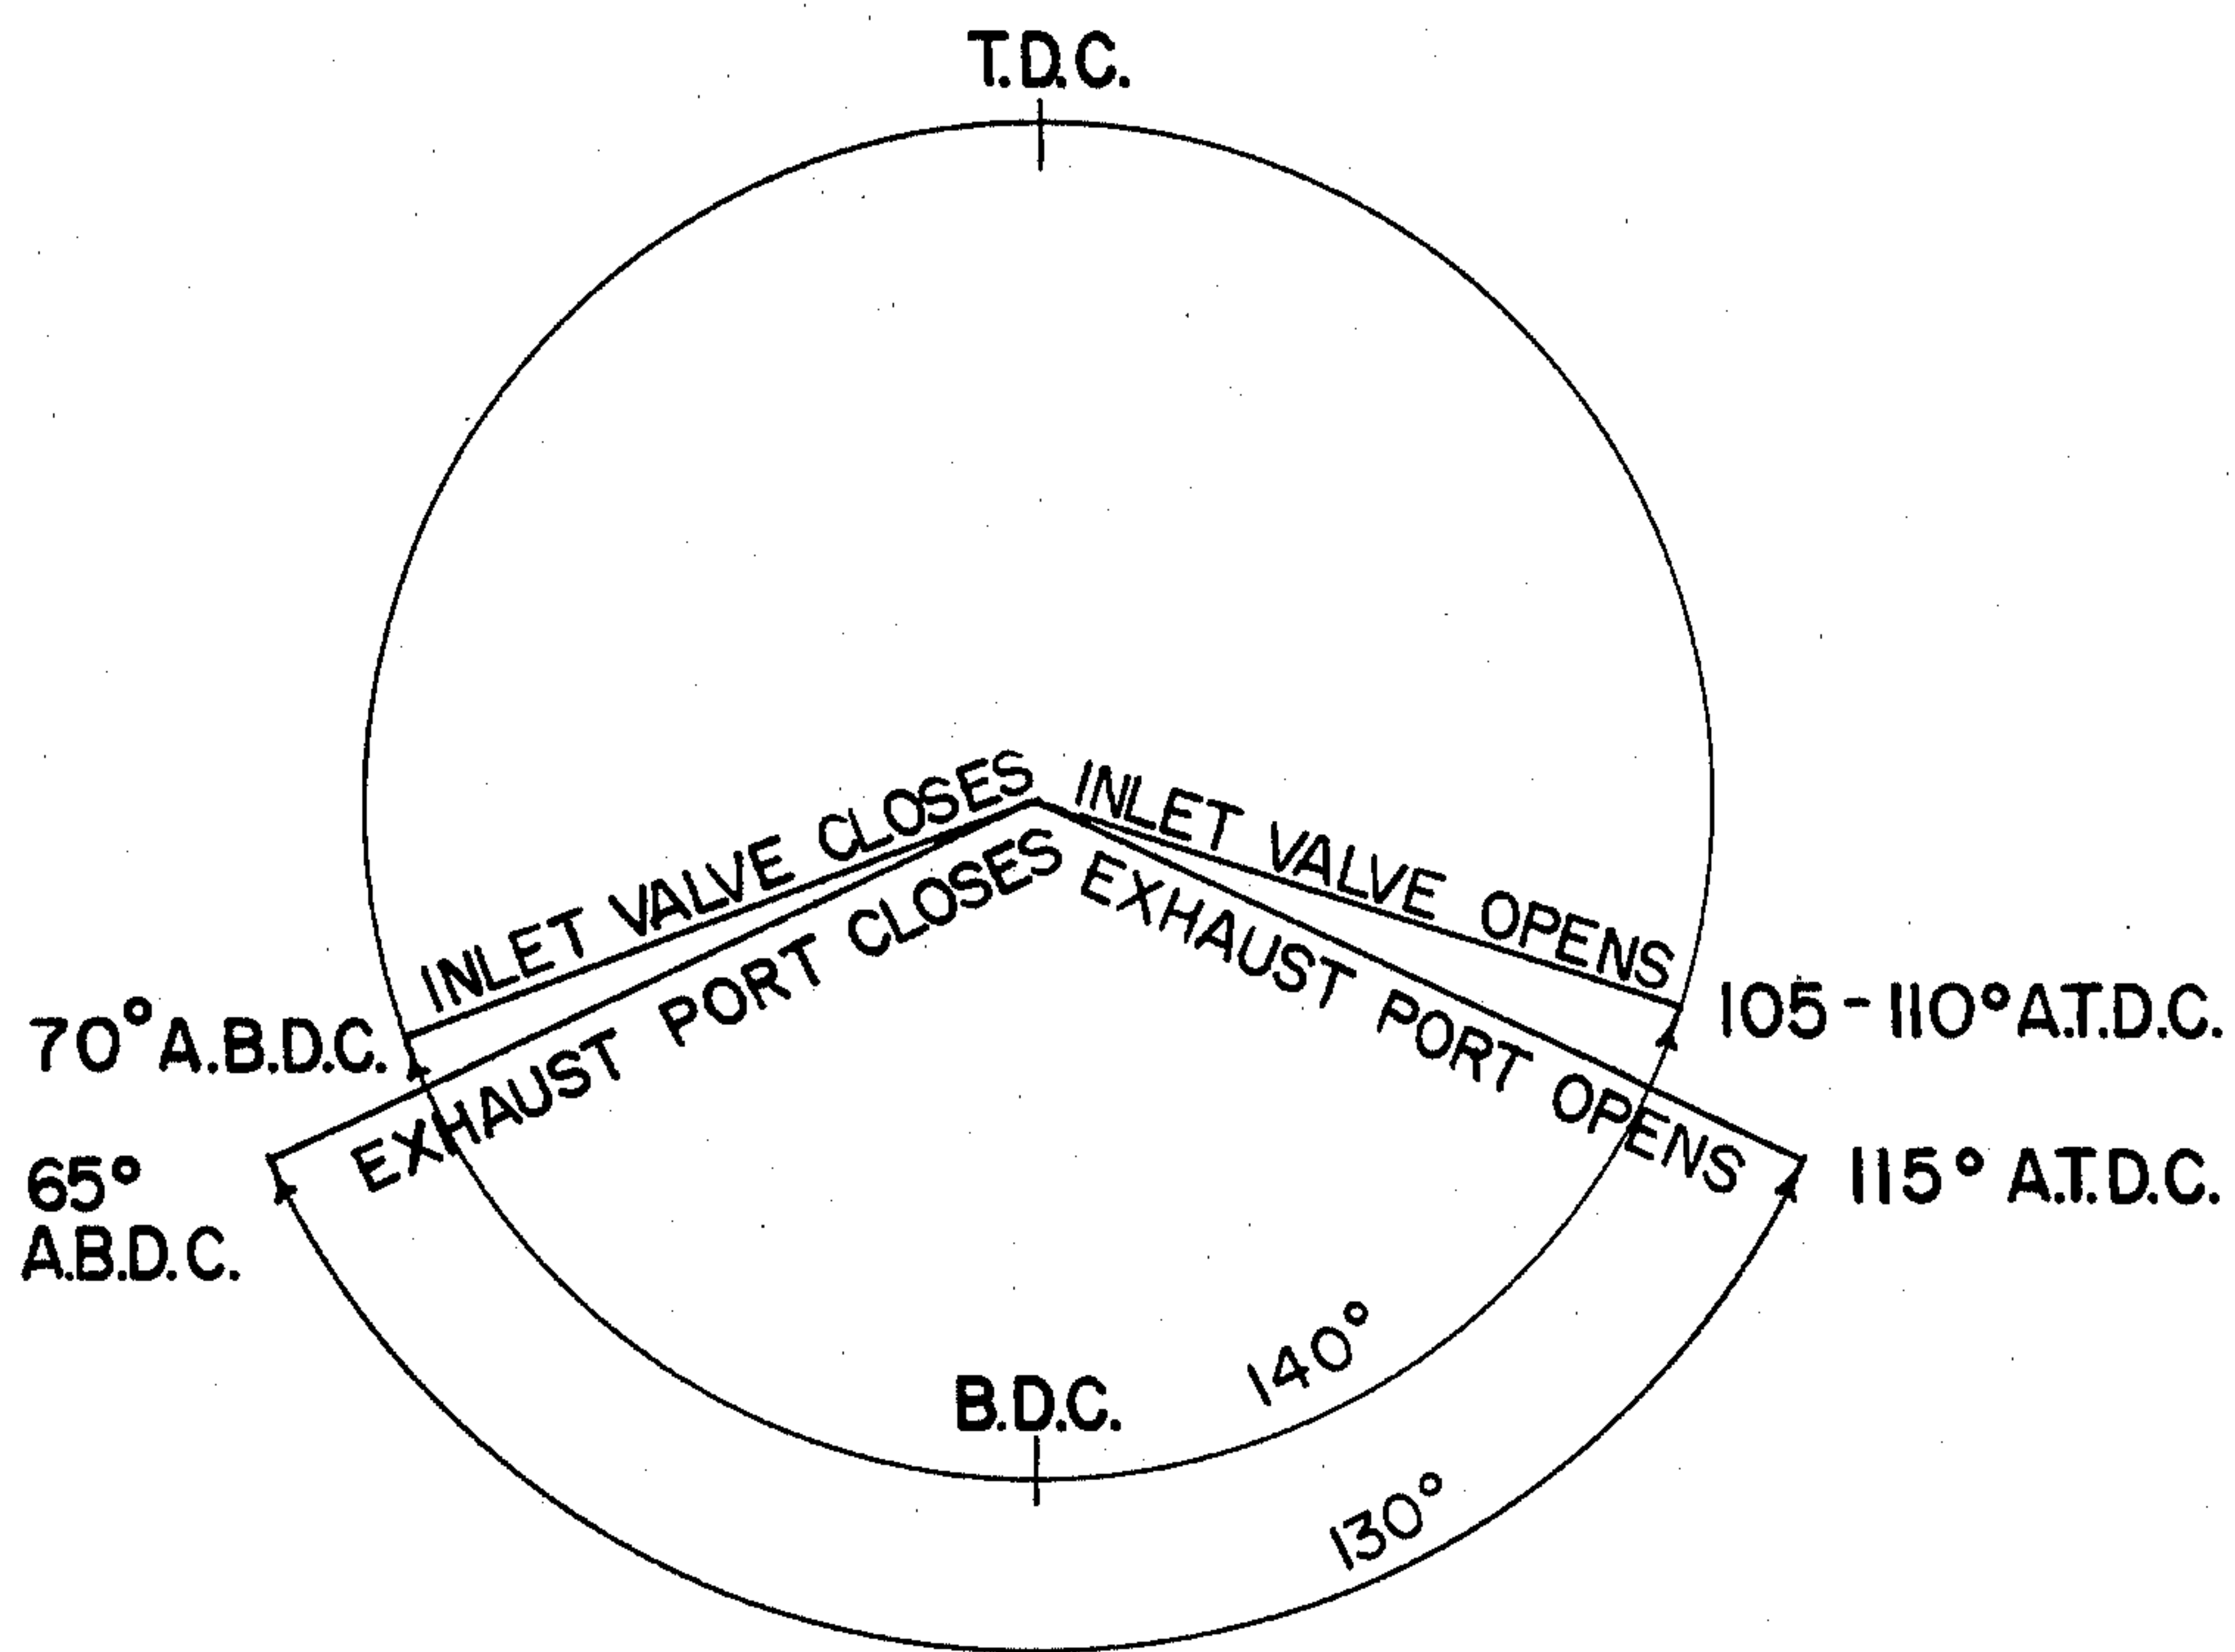 T.D.C.
INLET VALVE CLOSES
INLET VALVE OPENS
EXHAUST PORT CLOSES
EXHAUST PORT OPENS
70° A.B.D.C.
105-110° A.T.D.C.
65°
A.B.D.C.
115° A.T.D.C.
140°
B.D.C.
130°